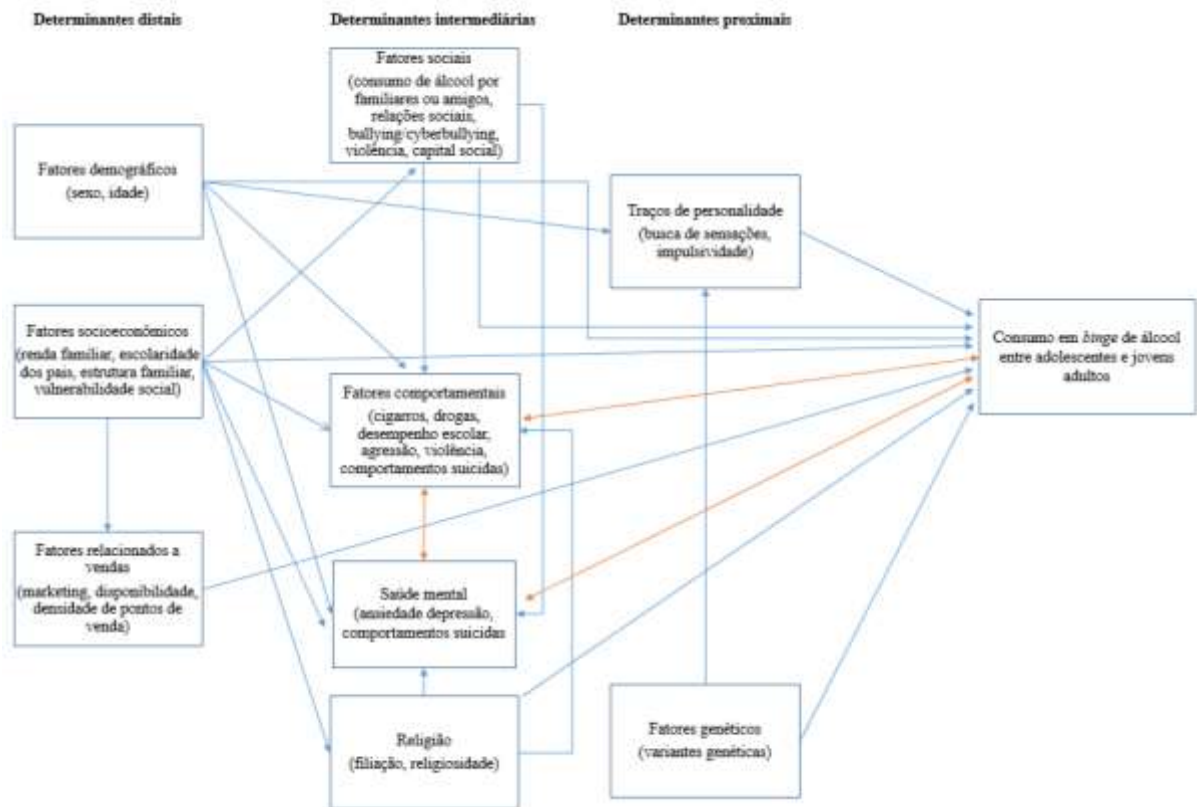 Determinantes distais
Determinantes intermediárias
Determinantes proximais
Fatores sociais
(consumo de álcool por
familiares ou amigos,
relações sociais,
bullying/cyberbullying,
violência, capital social)
Fatores demográficos
(sexo, idade)
Traços de personalidade
(busca de sensações,
impulsividade)
Fatores socioeconômicos
(renda familiar, escolaridade
dos pais, estrutura familiar,
vulnerabilidade social)
Consumo em binge de álcool
entre adolescentes e jovens
adultos
Fatores comportamentais
(cigarros, drogas,
desempenho escolar,
agressão, violência,
comportamentos suicidas)
Fatores relacionados a
vendas
(marketing, disponibilidade,
densidade de pontos de
venda)
Saúde mental
(ansiedade depressão,
comportamentos suicidas
Religião
(filiação, religiosidade)
Fatores genéticos
(variantes genéticas)